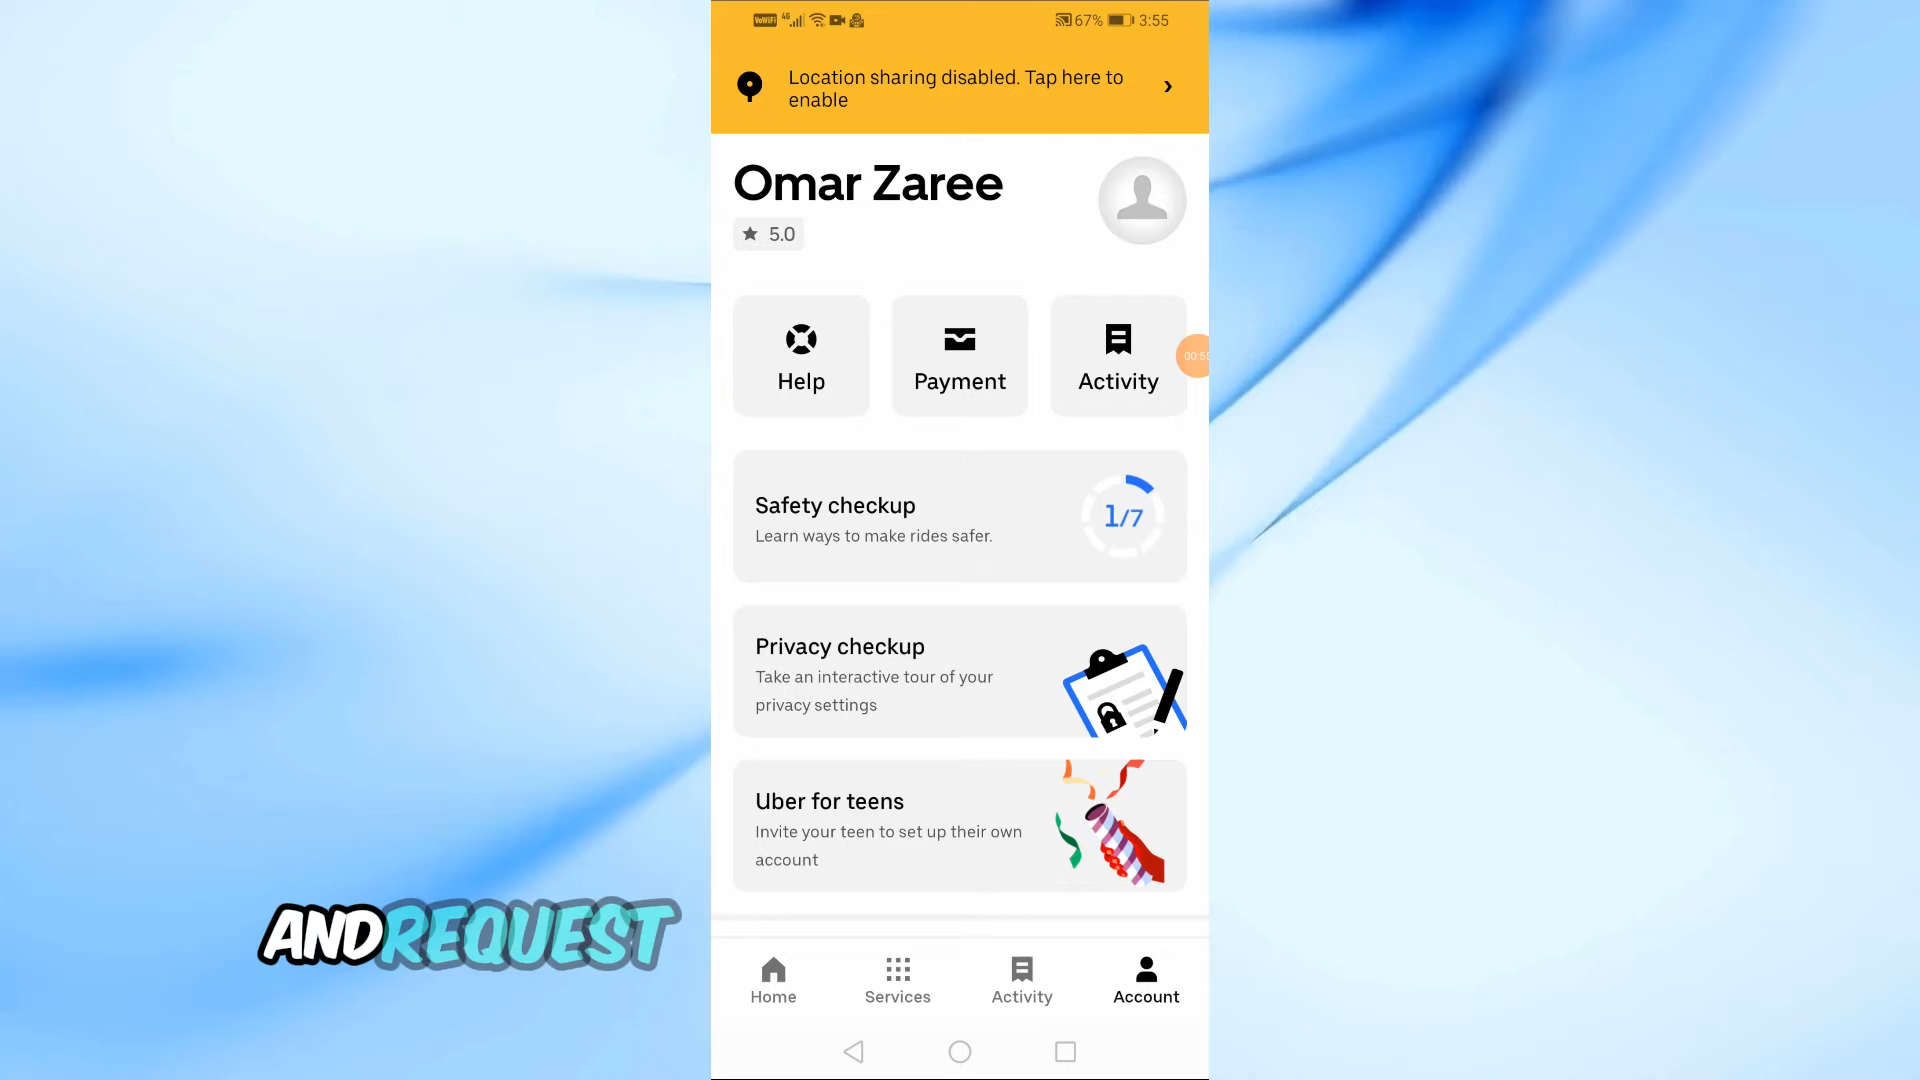 VoWiFi 4G 67% 3:55
Location sharing disabled. Tap here to
enable
Omar Zaree
5.0
Help
Payment
Activity
Safety checkup
Learn ways to make rides safer.
1/7
Privacy checkup
Take an interactive tour of your
privacy settings
Uber for teens
Invite your teen to set up their own
account
AND REQUEST
Home
Services
Activity
Account